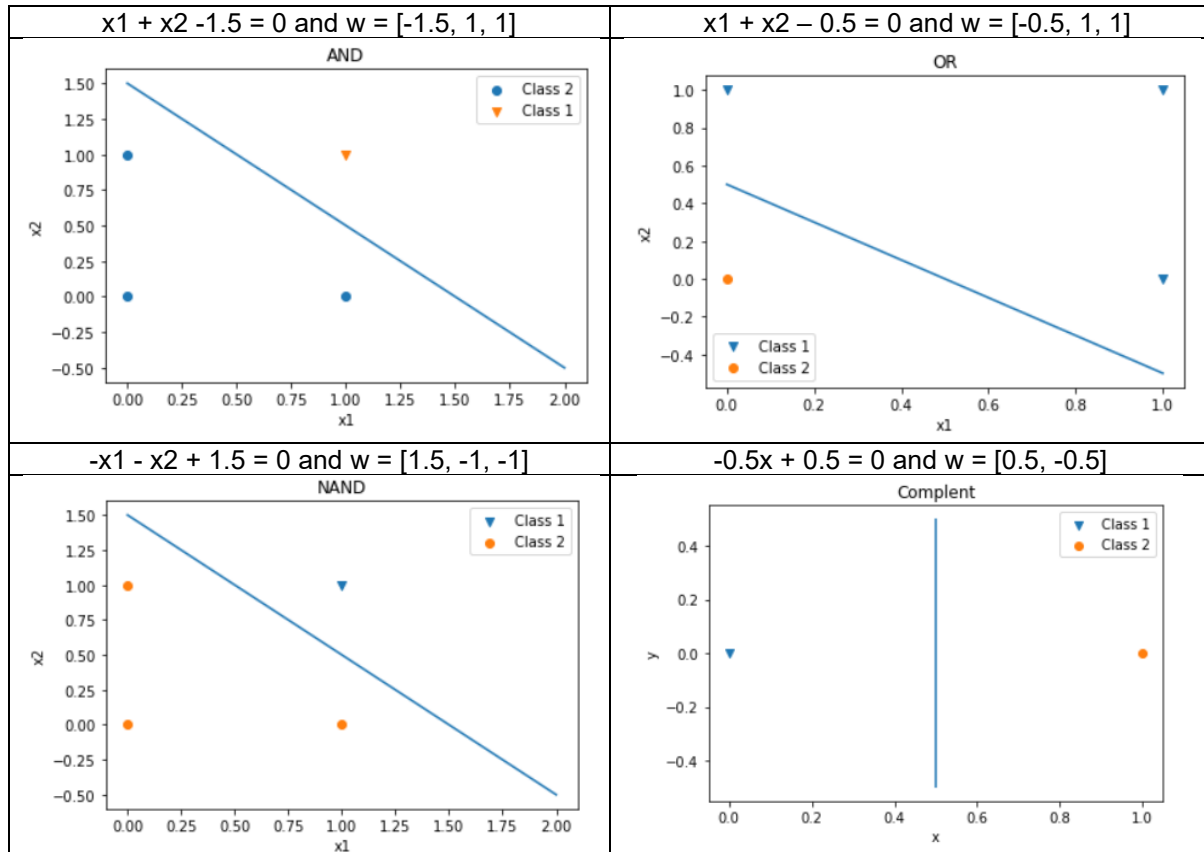 x1 + x2 -1.5 = 0 and w = [-1.5, 1, 1]
AND
Class 2
Class 1
1.50
1.25
1.00
0.75
0.50
0.25
0.00
−0.25
−0.50
x2
0.00 0.25 0.50 0.75 1.00 1.25 1.50 1.75 2.00
x1
x1 + x2 – 0.5 = 0 and w = [-0.5, 1, 1]
OR
1.0
0.8
0.6
0.4
0.2
0.0
−0.2
−0.4
x2
Class 1
Class 2
0.0 0.2 0.4 0.6 0.8 1.0
x1
-x1 - x2 + 1.5 = 0 and w = [1.5, -1, -1]
NAND
Class 1
Class 2
1.50
1.25
1.00
0.75
0.50
0.25
0.00
−0.25
−0.50
x2
0.00 0.25 0.50 0.75 1.00 1.25 1.50 1.75 2.00
x1
-0.5x + 0.5 = 0 and w = [0.5, -0.5]
Complent
Class 1
Class 2
0.4
0.2
0.0
−0.2
−0.4
y
0.0 0.2 0.4 0.6 0.8 1.0
x